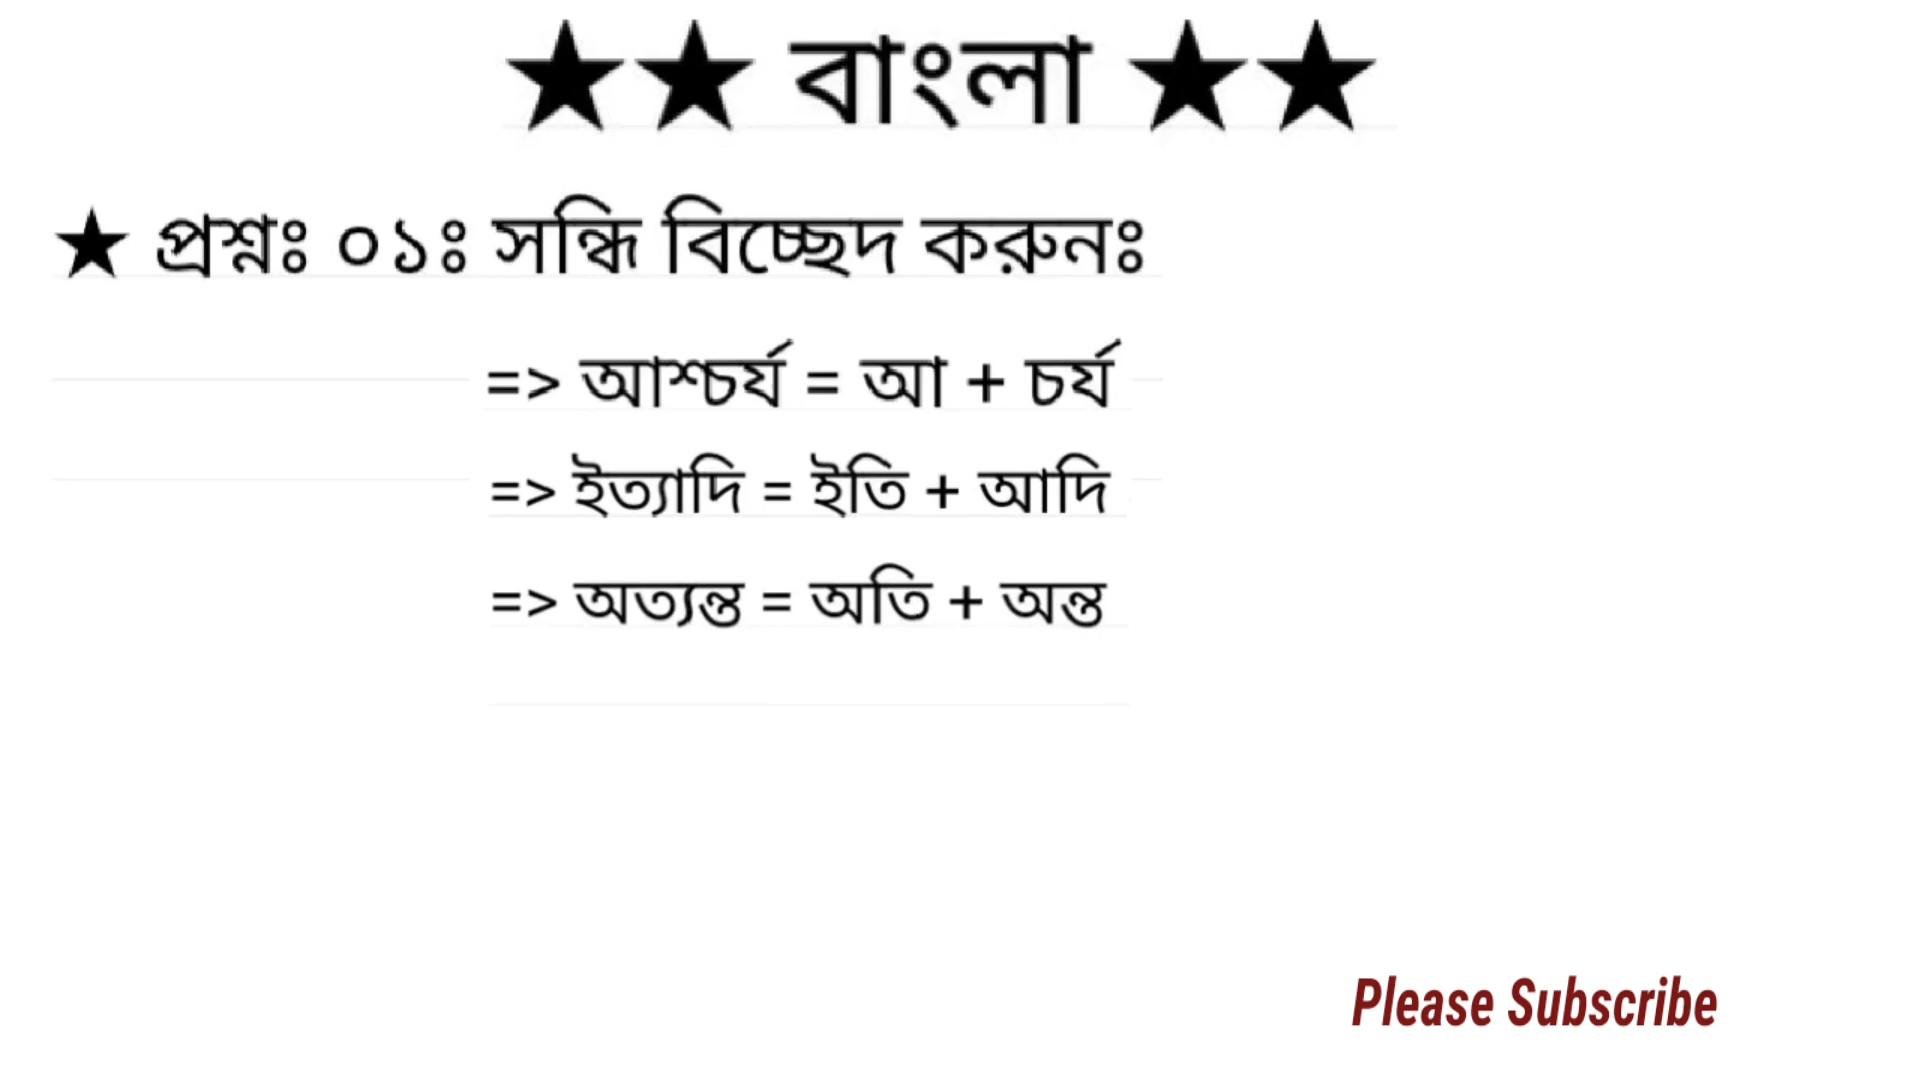 ★★ বাংলা ★★
★ প্রশ্নঃ ০১ঃ সন্ধি বিচ্ছেদ করুনঃ
=> আশ্চর্য = আ + চর্য
=> ইত্যাদি = ইতি + আদি
=> অত্যন্ত = অতি + অন্ত
Please Subscribe